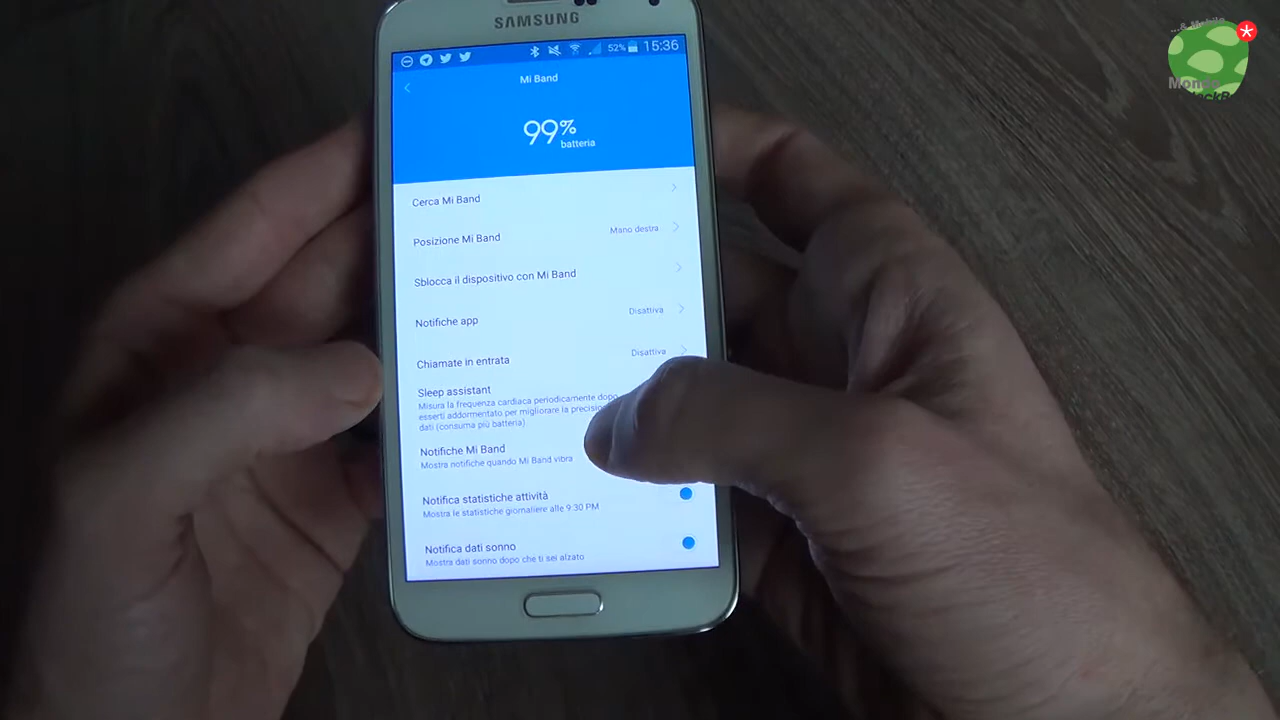 SAMSUNG
52% 15:36
Mi Band
99%
batteria
Cerca Mi Band
Posizione Mi Band Mano destra
Sblocca il dispositivo con Mi Band
Notifiche app Disattiva
Chiamate in entrata Disattiva
Sleep assistant
Misura la frequenza cardiaca periodicamente dopo
esserti addormentato per migliorare la
dati (consuma più batteria)
Notifiche Mi Band
Mostra notifiche quando Mi Band vibra
Notifica statistiche attività
Mostra le statistiche giornaliere alle 9:30 PM
Notifica dati sonno
Mostra dati sonno dopo che ti sei alzato
...& Mobile